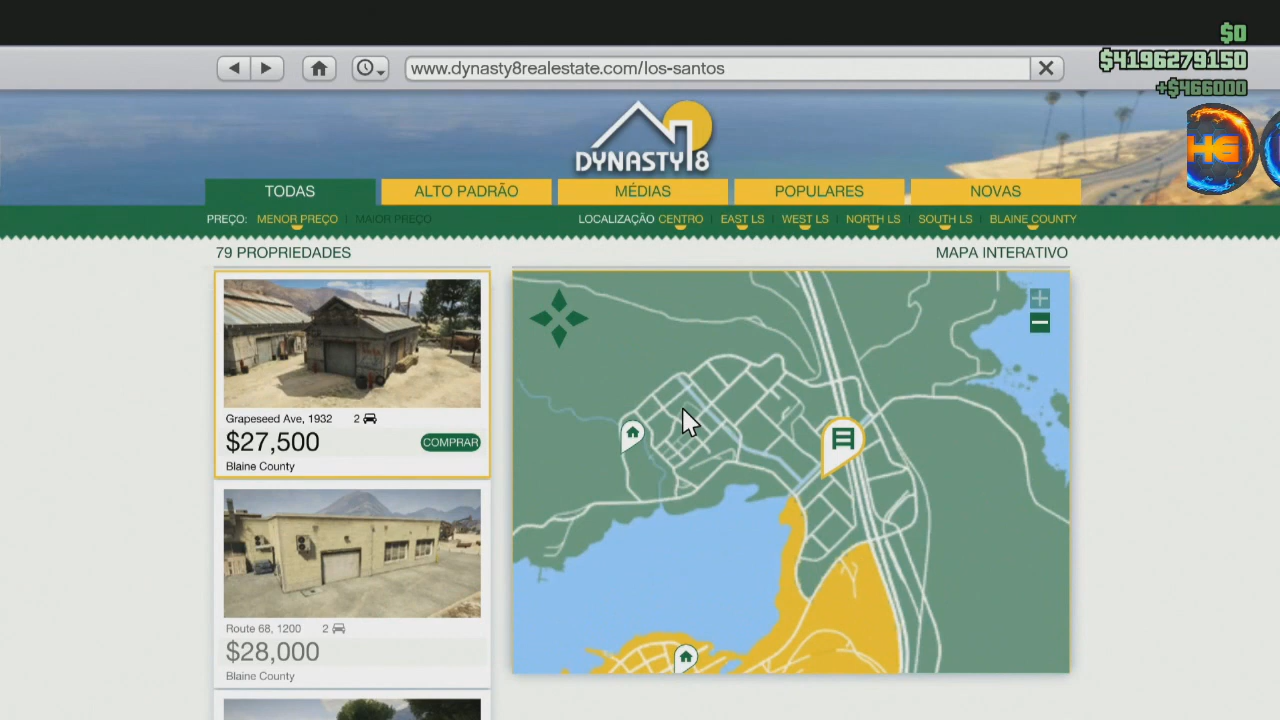 $0
www.dynasty8realestate.com/los-santos
$4196279150
+$466000
HG
DYNASTY 8
TODAS
ALTO PADRÃO
MÉDIAS
POPULARES
NOVAS
PREÇO: MENOR PREÇO | MAIOR PREÇO
LOCALIZAÇÃO CENTRO | EAST LS | WEST LS | NORTH LS | SOUTH LS | BLAINE COUNTY
79 PROPRIEDADES
MAPA INTERATIVO
Grapeseed Ave, 1932 2
$27,500
COMPRAR
Blaine County
Route 68, 1200 2
$28,000
Blaine County